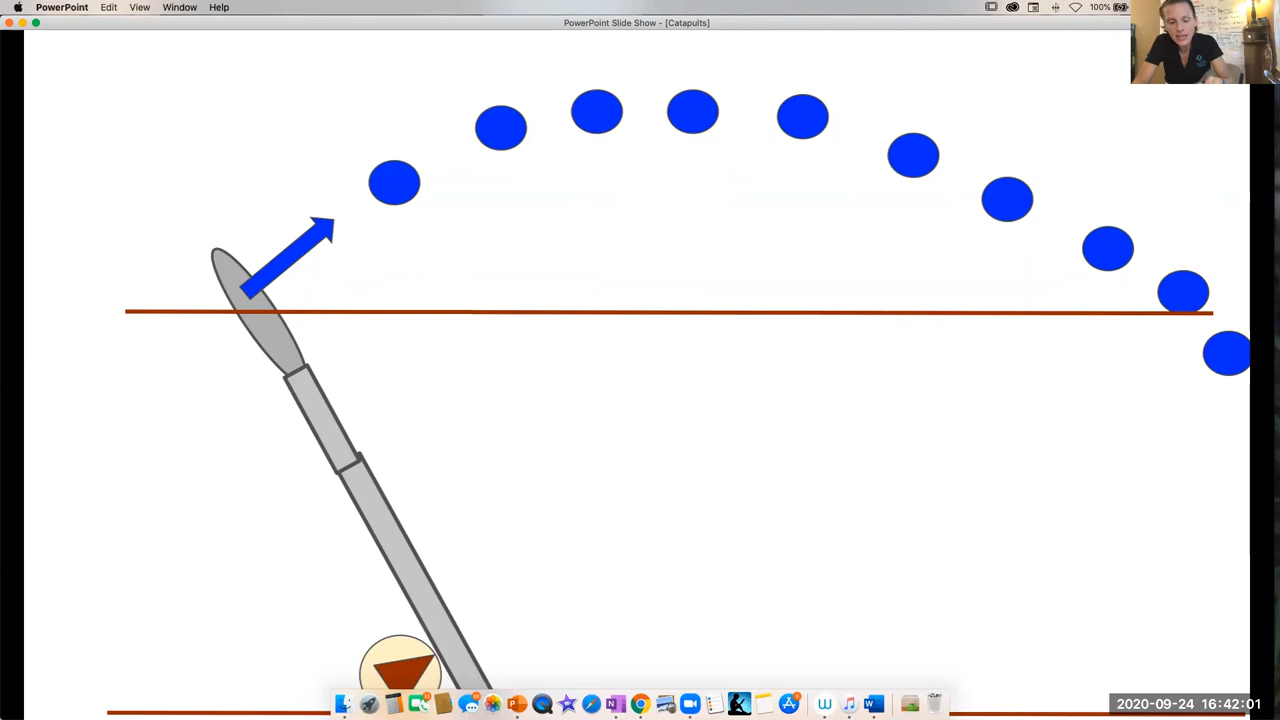 PowerPoint Edit View Window Help 100%
PowerPoint Slide Show - [Catapults]
2020-09-24 16:42:01